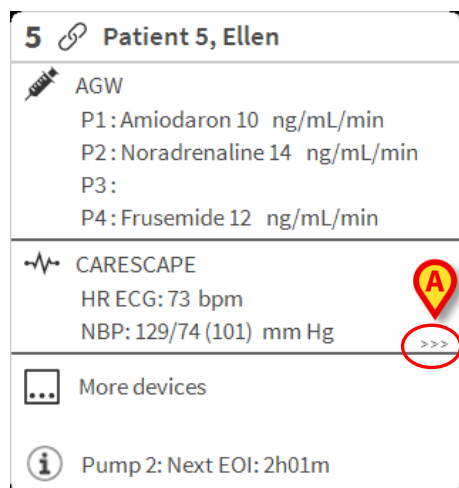 5 Patient 5, Ellen
AGW
P1: Amiodaron 10 ng/mL/min
P2: Noradrenaline 14 ng/mL/min
P3:
P4: Frusemide 12 ng/mL/min
CARESCAPE
A
HR ECG: 73 bpm
NBP: 129/74 (101) mm Hg
>>>
More devices
Pump 2: Next EOI: 2h01m